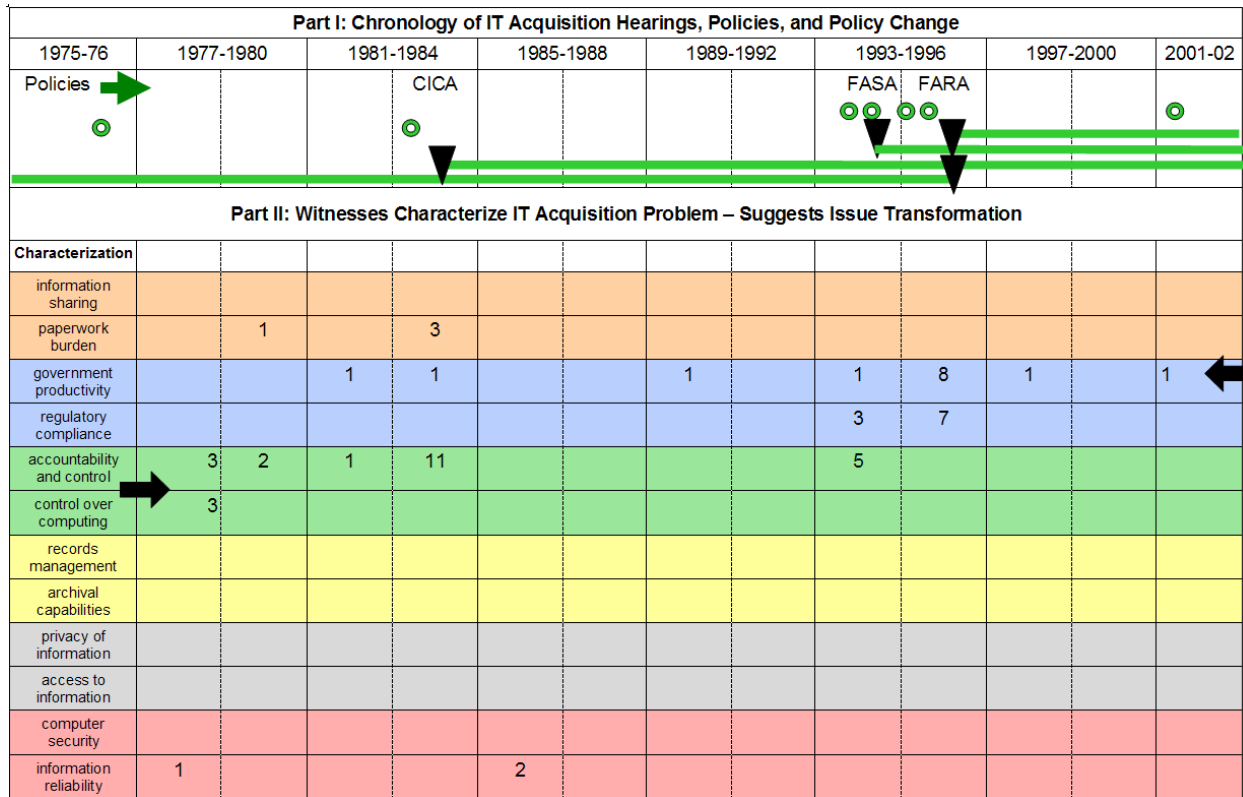 Part I: Chronology of IT Acquisition Hearings, Policies, and Policy Change
1975-76 1977-1980 1981-1984 1985-1988 1989-1992 1993-1996 1997-2000 2001-02
Policies CICA FASA FARA
Part II: Witnesses Characterize IT Acquisition Problem – Suggests Issue Transformation
Characterization
information
sharing
paperwork
burden
1 3
government
productivity
1 1 1 1 8 1 1
regulatory
compliance
3 7
accountability
and control
3 2 1 11 5
control over
computing
3
records
management
archival
capabilities
privacy of
information
access to
information
computer
security
information
reliability
1 2